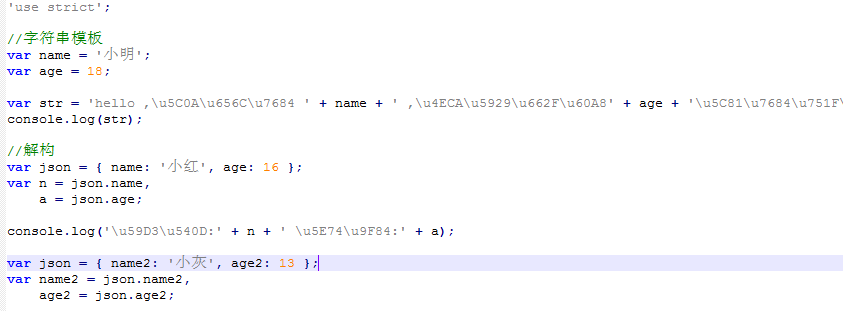 'use strict';
//字符串模板
var name = '小明';
var age = 18;
var str = 'hello ,\u5C0A\u656C\u7684 ' + name + ' ,\u4ECA\u5929\u662F\u60A8' + age + '\u5C81\u7684\u751F\
console.log(str);
//解构
var json = { name: '小红', age: 16 };
var n = json.name,
a = json.age;
console.log('\u59D3\u540D:' + n + ' \u5E74\u9F84:' + a);
var json = { name2: '小灰', age2: 13 };
var name2 = json.name2,
age2 = json.age2;